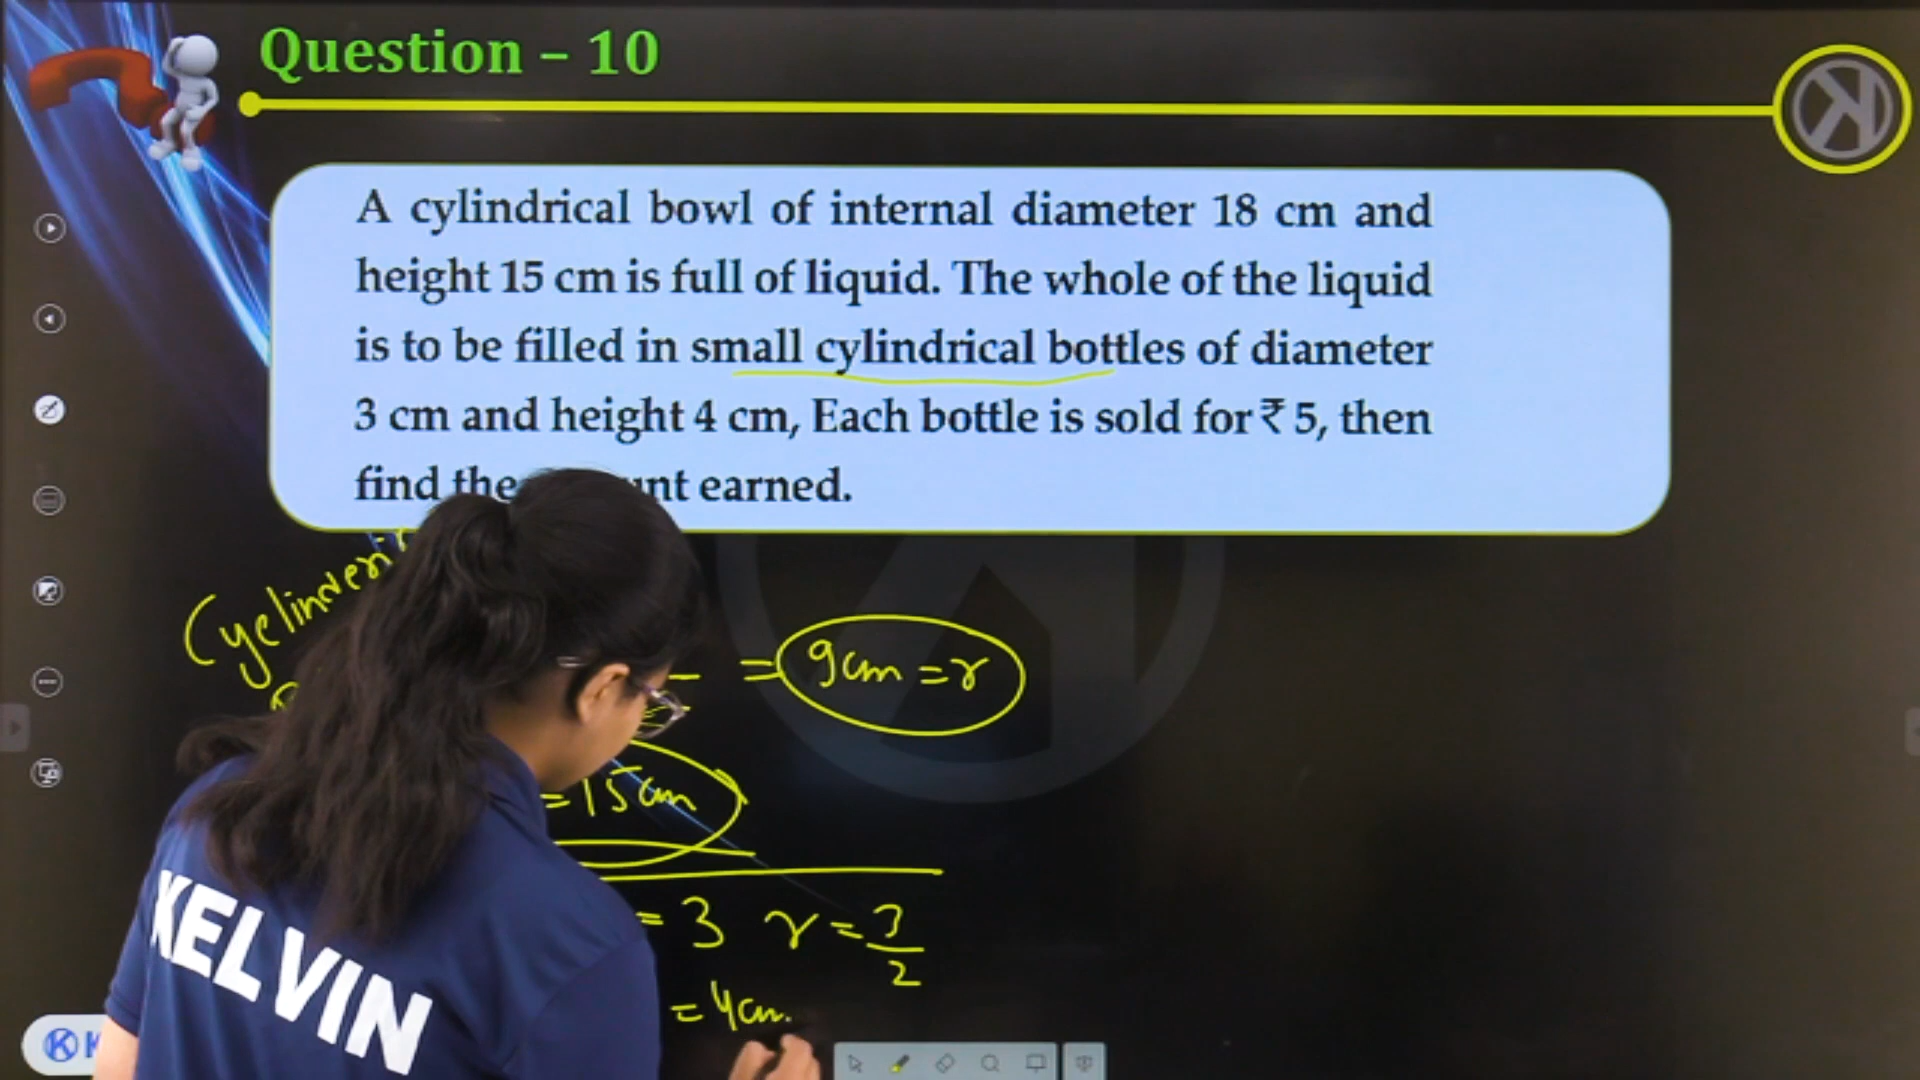 Question – 10
A cylindrical bowl of internal diameter 18 cm and
height 15 cm is full of liquid. The whole of the liquid
is to be filled in small cylindrical bottles of diameter
3 cm and height 4 cm, Each bottle is sold for ₹ 5, then
find the earned.
= 9cm = r
= 15cm
= 3 r = 3/2
= 4cm.
KELVIN
K